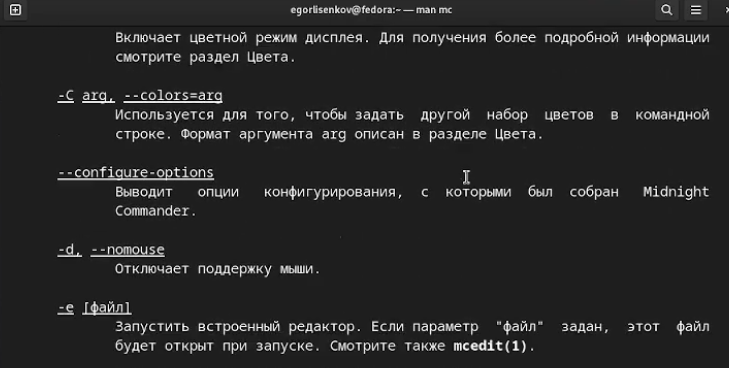 egorlisenkov@fedora:~ — man mc
Включает цветной режим дисплея. Для получения более подробной информации
смотрите раздел Цвета.
-C arg, --colors=arg
Используется для того, чтобы задать другой набор цветов в командной
строке. Формат аргумента arg описан в разделе Цвета.
--configure-options
Выводит опции конфигурирования, с которыми был собран Midnight
Commander.
-d, --nomouse
Отключает поддержку мыши.
-e [файл]
Запустить встроенный редактор. Если параметр "файл" задан, этот файл
будет открыт при запуске. Смотрите также mcedit(1).